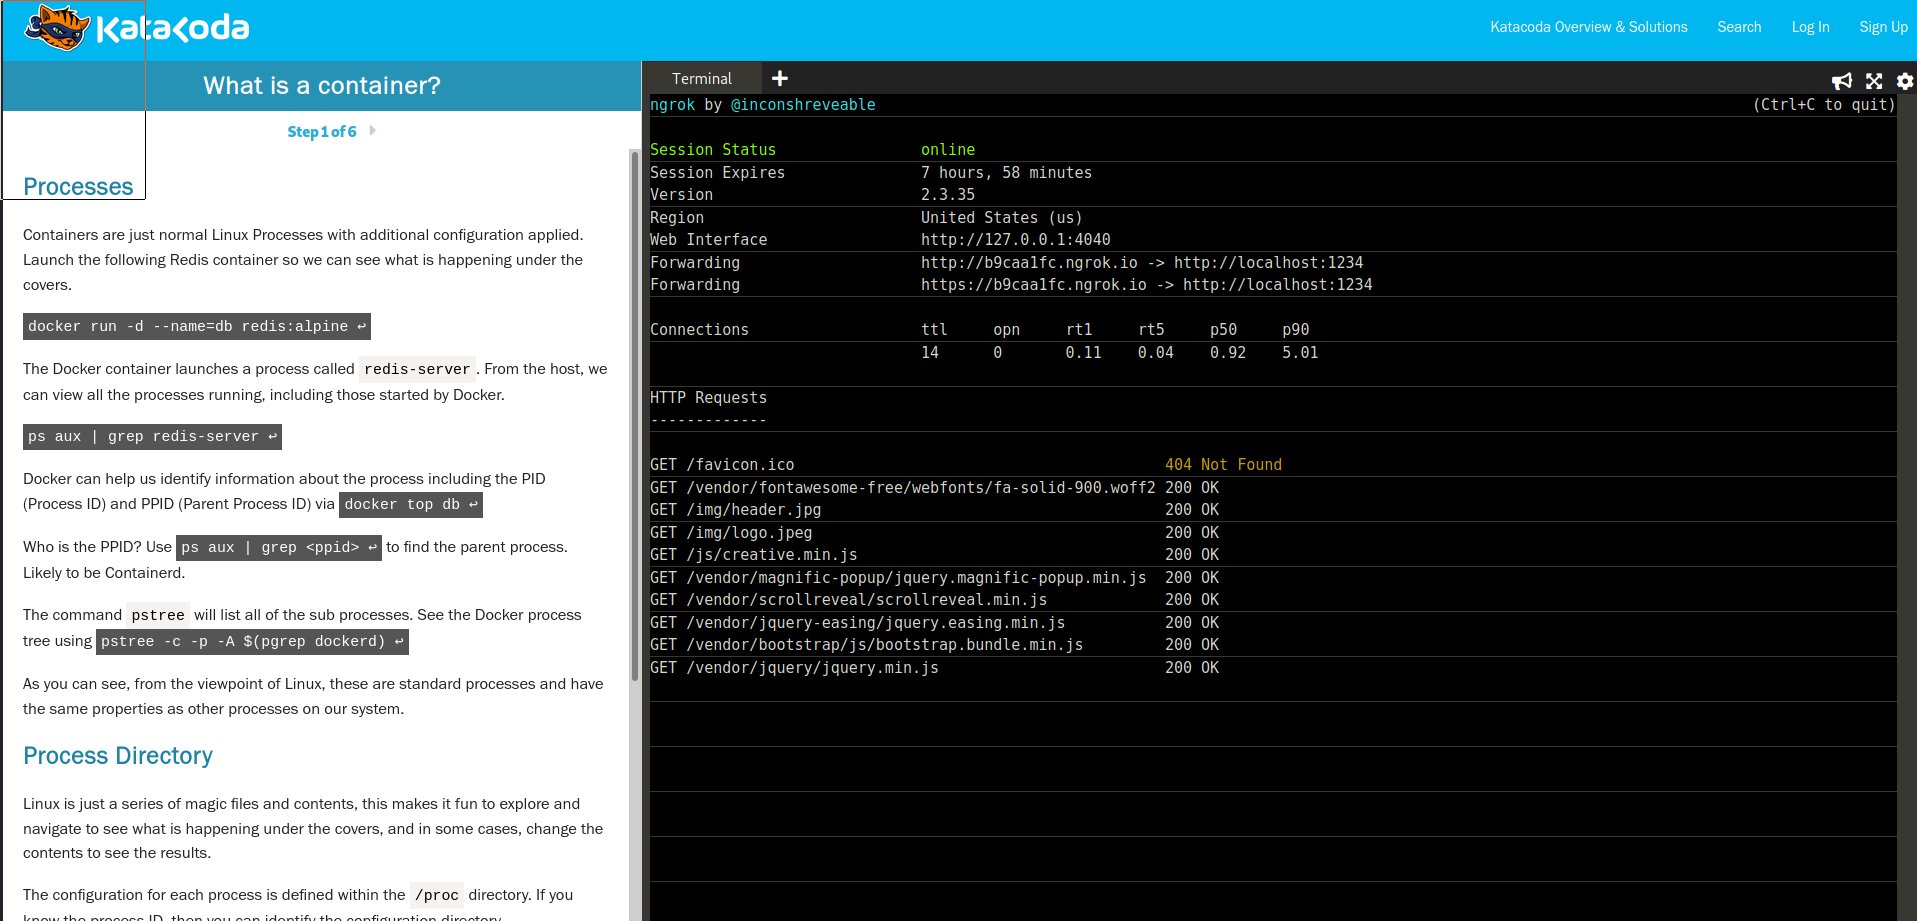 KataKoda
Katacoda Overview & Solutions Search Log In Sign Up
What is a container?
Step 1 of 6
Processes
Containers are just normal Linux Processes with additional configuration applied.
Launch the following Redis container so we can see what is happening under the
covers.
docker run -d --name=db redis:alpine ↩
The Docker container launches a process called redis-server . From the host, we
can view all the processes running, including those started by Docker.
ps aux | grep redis-server ↩
Docker can help us identify information about the process including the PID
(Process ID) and PPID (Parent Process ID) via docker top db ↩
Who is the PPID? Use ps aux | grep <ppid> ↩ to find the parent process.
Likely to be Containerd.
The command pstree will list all of the sub processes. See the Docker process
tree using pstree -c -p -A $(pgrep dockerd) ↩
As you can see, from the viewpoint of Linux, these are standard processes and have
the same properties as other processes on our system.
Process Directory
Linux is just a series of magic files and contents, this makes it fun to explore and
navigate to see what is happening under the covers, and in some cases, change the
contents to see the results.
The configuration for each process is defined within the /proc directory. If you
know the process ID, then you can identify the configuration directory.
Terminal
ngrok by @inconshreveable (Ctrl+C to quit)
Session Status online
Session Expires 7 hours, 58 minutes
Version 2.3.35
Region United States (us)
Web Interface http://127.0.0.1:4040
Forwarding http://b9caa1fc.ngrok.io -> http://localhost:1234
Forwarding https://b9caa1fc.ngrok.io -> http://localhost:1234
Connections ttl opn rt1 rt5 p50 p90
14 0 0.11 0.04 0.92 5.01
HTTP Requests
-------------
GET /favicon.ico 404 Not Found
GET /vendor/fontawesome-free/webfonts/fa-solid-900.woff2 200 OK
GET /img/header.jpg 200 OK
GET /img/logo.jpeg 200 OK
GET /js/creative.min.js 200 OK
GET /vendor/magnific-popup/jquery.magnific-popup.min.js 200 OK
GET /vendor/scrollreveal/scrollreveal.min.js 200 OK
GET /vendor/jquery-easing/jquery.easing.min.js 200 OK
GET /vendor/bootstrap/js/bootstrap.bundle.min.js 200 OK
GET /vendor/jquery/jquery.min.js 200 OK